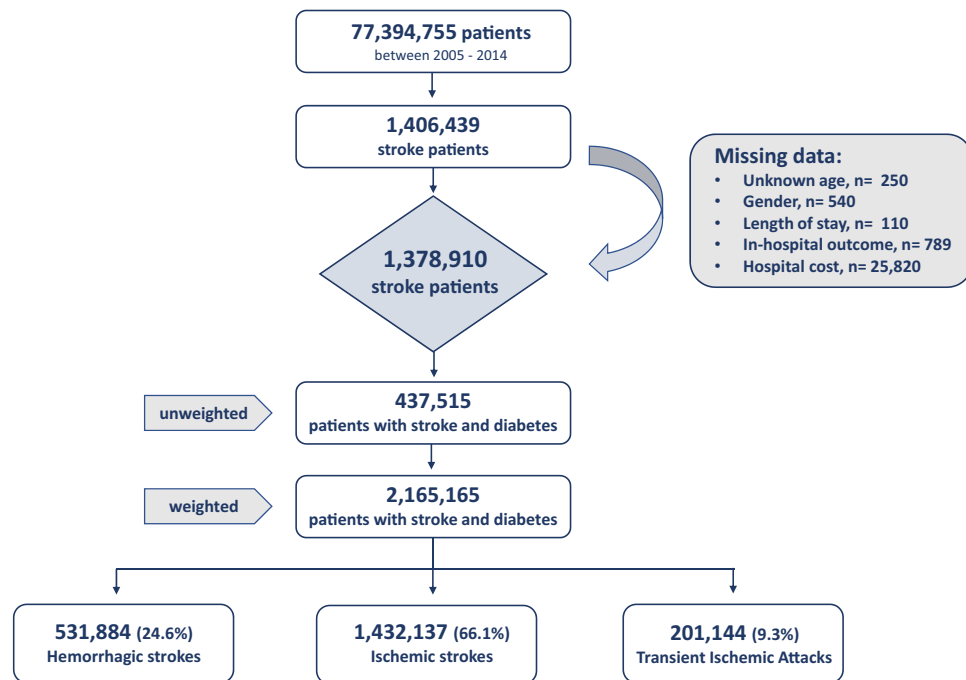 77,394,755 patients
between 2005 - 2014
1,406,439
stroke patients
Missing data:
• Unknown age, n= 250
• Gender, n= 540
• Length of stay, n= 110
• In-hospital outcome, n= 789
• Hospital cost, n= 25,820
1,378,910
stroke patients
unweighted
437,515
patients with stroke and diabetes
weighted
2,165,165
patients with stroke and diabetes
531,884 (24.6%)
Hemorrhagic strokes
1,432,137 (66.1%)
Ischemic strokes
201,144 (9.3%)
Transient Ischemic Attacks